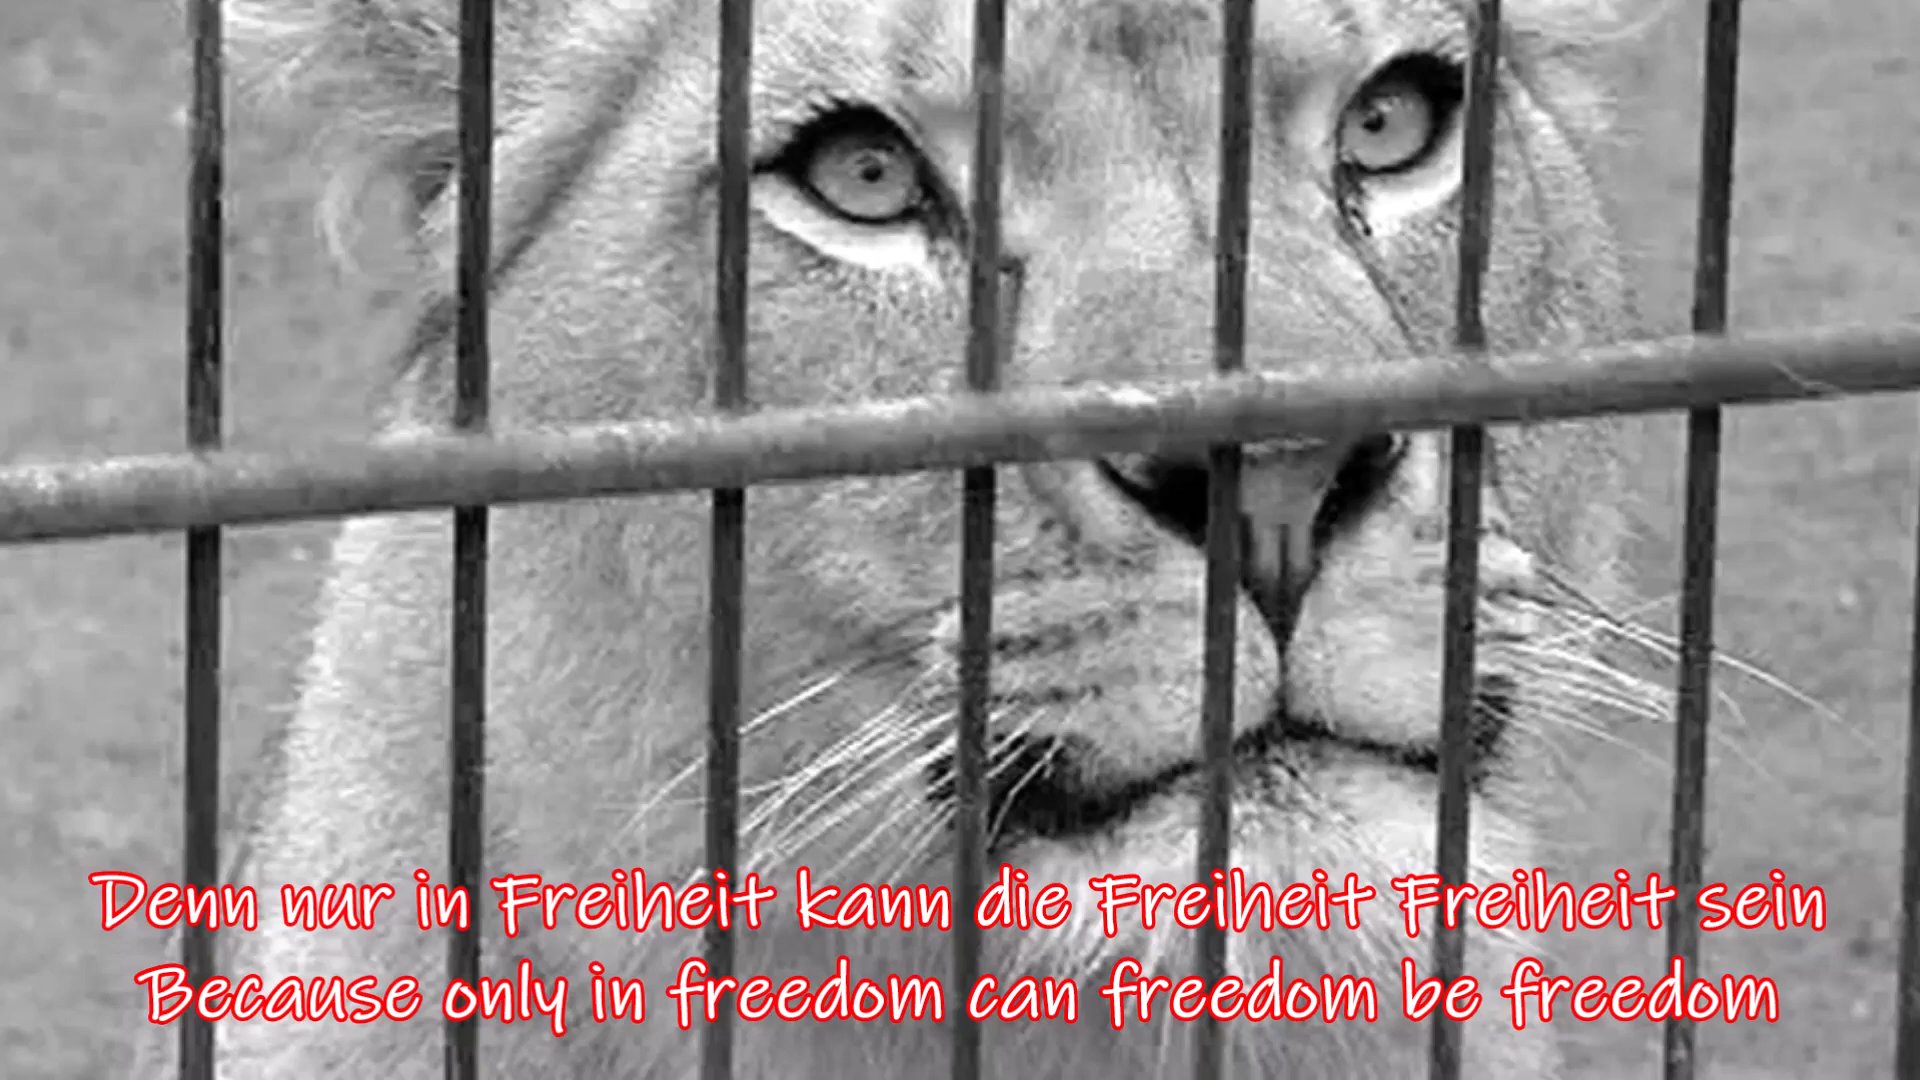 Denn nur in Freiheit kann die Freiheit Freiheit sein
Because only in freedom can freedom be freedom